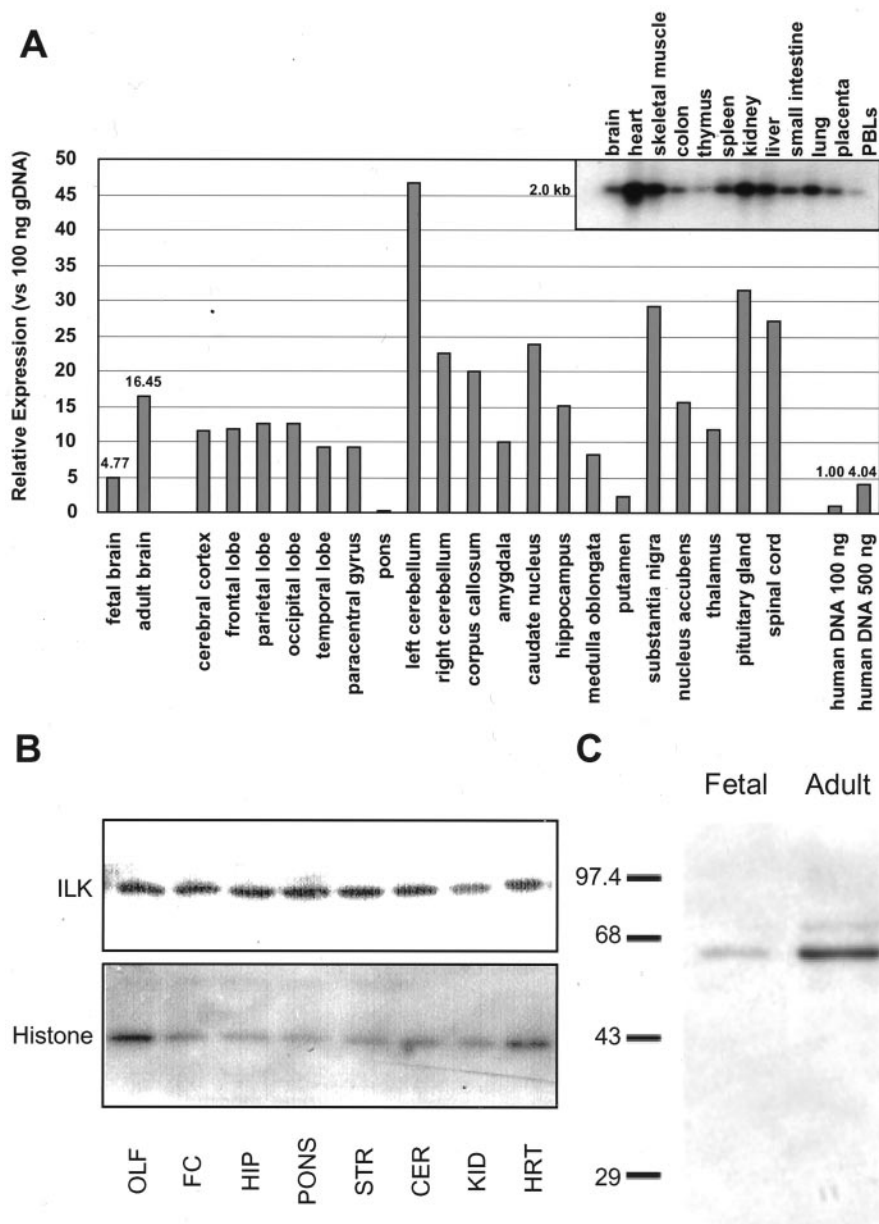 A
brain
heart
skeletal muscle
colon
thymus
spleen
kidney
liver
small intestine
lung
placenta
PBLs
2.0 kb
Relative Expression (vs 100 ng gDNA)
50
45
40
35
30
25
20
15
10
5
0
4.77
16.45
1.00
4.04
fetal brain
adult brain
cerebral cortex
frontal lobe
parietal lobe
occipital lobe
temporal lobe
paracentral gyrus
pons
left cerebellum
right cerebellum
corpus callosum
amygdala
caudate nucleus
hippocampus
medulla oblongata
putamen
substantia nigra
nucleus accubens
thalamus
pituitary gland
spinal cord
human DNA 100 ng
human DNA 500 ng
B
ILK
Histone
OLF
FC
HIP
PONS
STR
CER
KID
HRT
C
Fetal
Adult
97.4
68
43
29